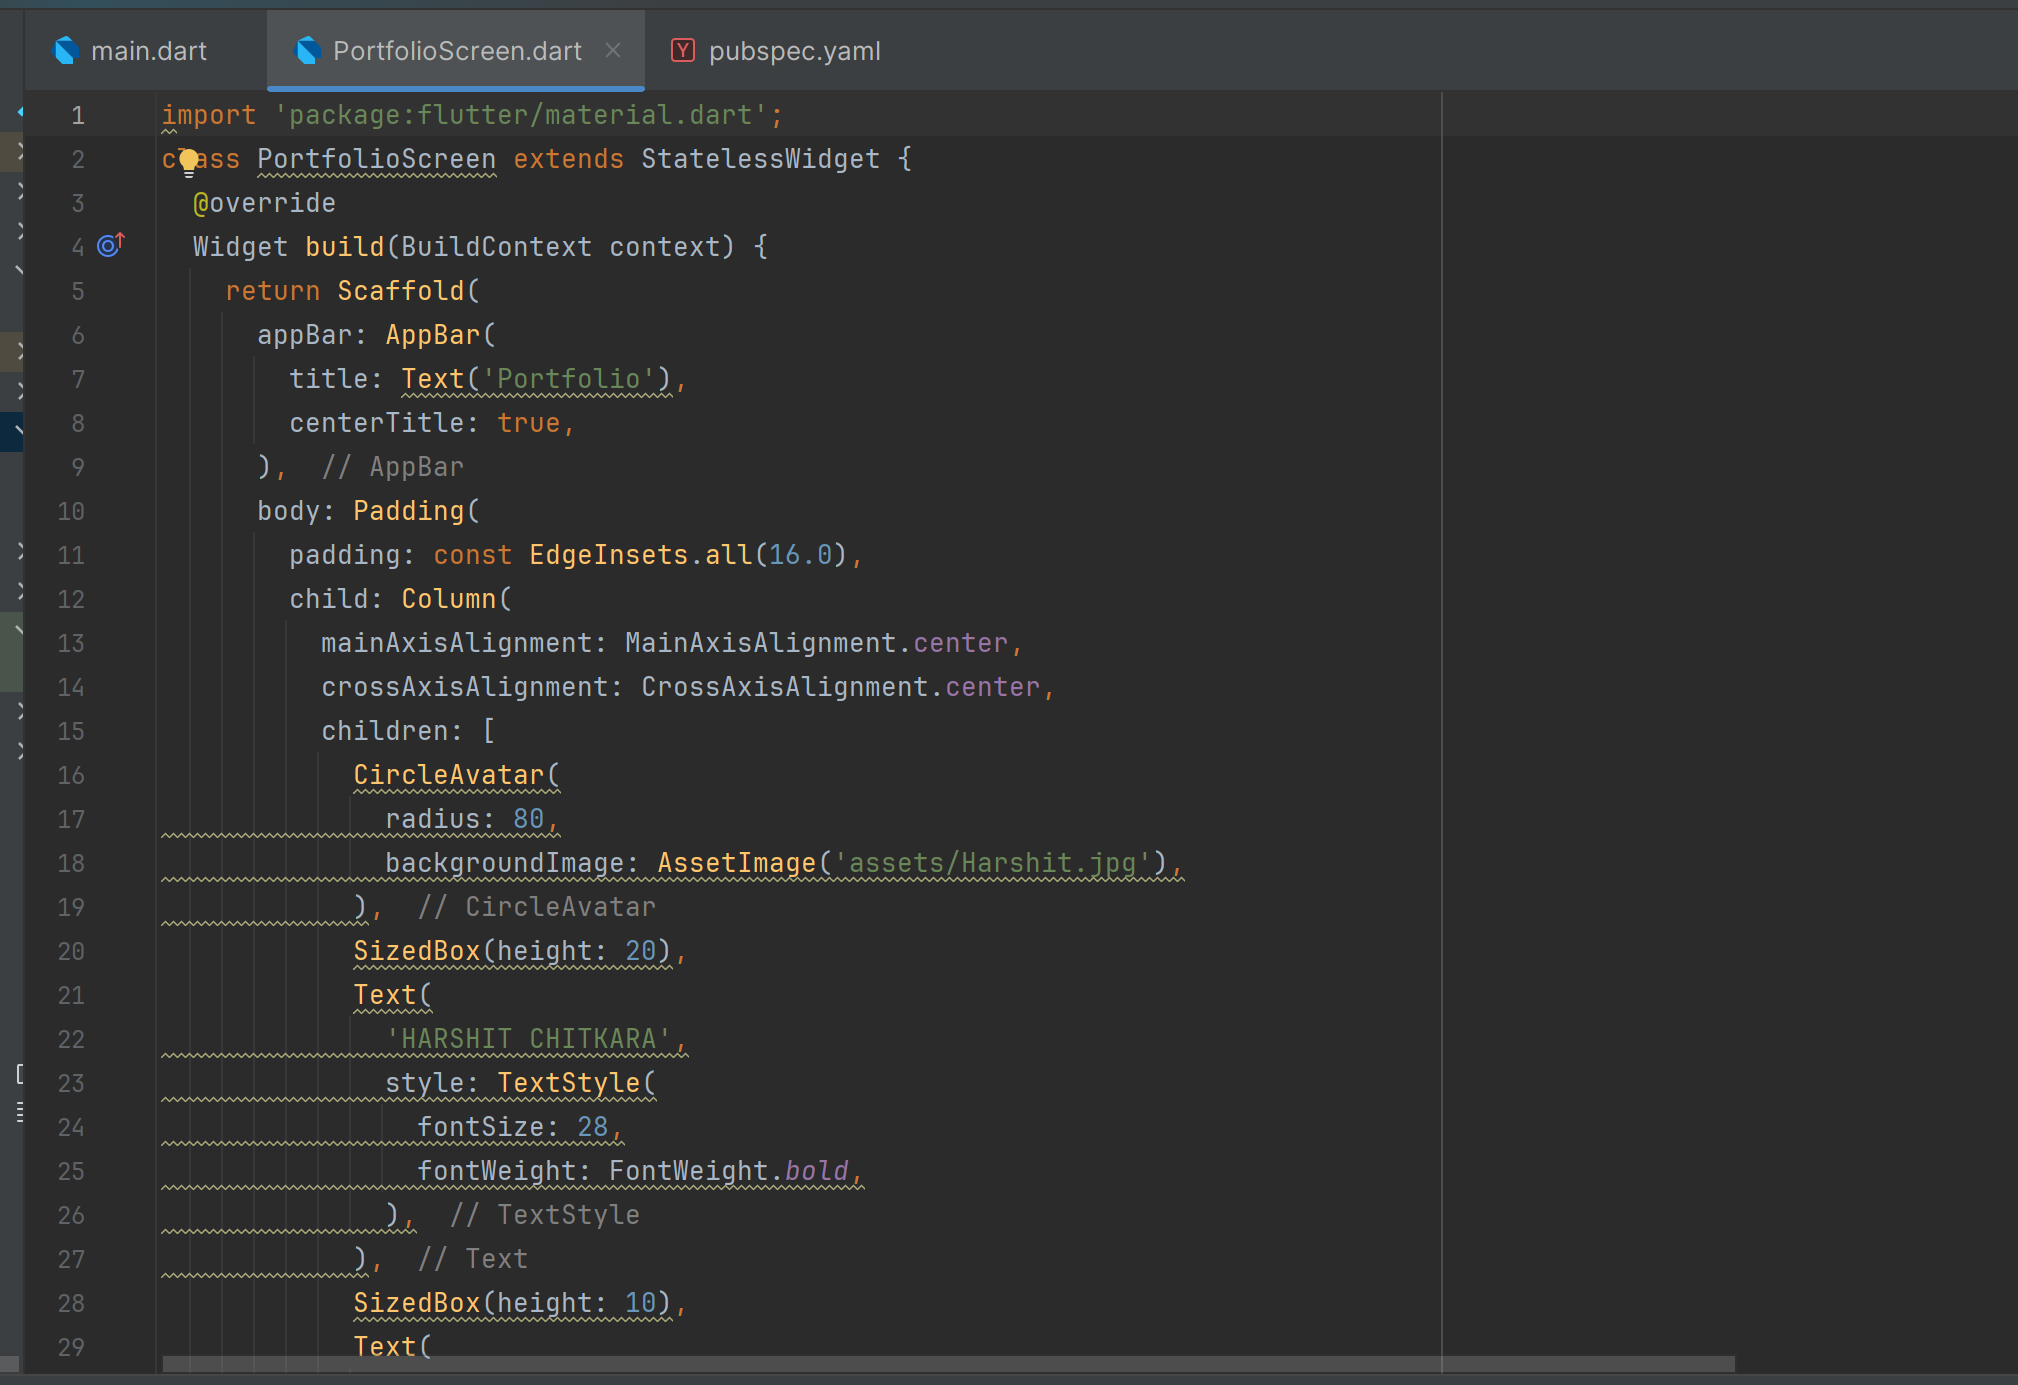 main.dart
PortfolioScreen.dart
pubspec.yaml
1 import 'package:flutter/material.dart';
2 class PortfolioScreen extends StatelessWidget {
3 @override
4 Widget build(BuildContext context) {
5 return Scaffold(
6 appBar: AppBar(
7 title: Text('Portfolio'),
8 centerTitle: true,
9 ), // AppBar
10 body: Padding(
11 padding: const EdgeInsets.all(16.0),
12 child: Column(
13 mainAxisAlignment: MainAxisAlignment.center,
14 crossAxisAlignment: CrossAxisAlignment.center,
15 children: [
16 CircleAvatar(
17 radius: 80,
18 backgroundImage: AssetImage('assets/Harshit.jpg'),
19 ), // CircleAvatar
20 SizedBox(height: 20),
21 Text(
22 'HARSHIT CHITKARA',
23 style: TextStyle(
24 fontSize: 28,
25 fontWeight: FontWeight.bold,
26 ), // TextStyle
27 ), // Text
28 SizedBox(height: 10),
29 Text(